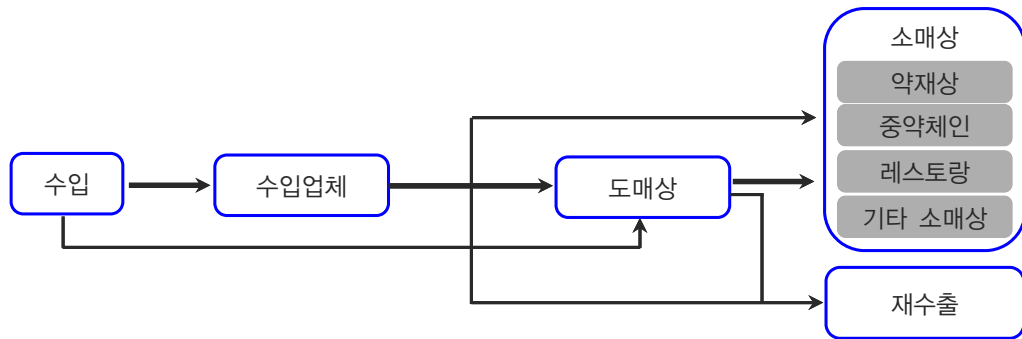 소매상
약재상
중약체인
레스토랑
기타 소매상
수입
수입업체
도매상
재수출